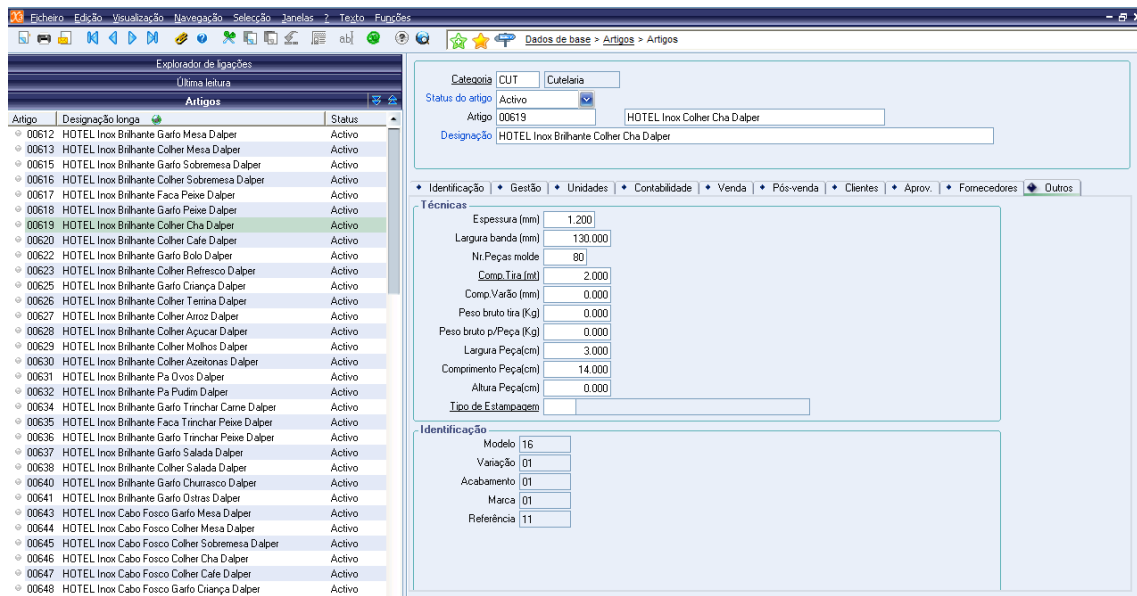 Ficheiro Edição Visualização Navegação Selecção Janelas ? Texto Funções
Dados de base > Artigos > Artigos
Explorador de ligações
Última leitura
Artigos
Artigo Designação longa Status
00612 HOTEL Inox Brilhante Garfo Mesa Dalper Activo
00613 HOTEL Inox Brilhante Colher Mesa Dalper Activo
00615 HOTEL Inox Brilhante Garfo Sobremesa Dalper Activo
00616 HOTEL Inox Brilhante Colher Sobremesa Dalper Activo
00617 HOTEL Inox Brilhante Faca Peixe Dalper Activo
00618 HOTEL Inox Brilhante Garfo Peixe Dalper Activo
00619 HOTEL Inox Brilhante Colher Cha Dalper Activo
00620 HOTEL Inox Brilhante Colher Cafe Dalper Activo
00622 HOTEL Inox Brilhante Garfo Bolo Dalper Activo
00623 HOTEL Inox Brilhante Colher Refresco Dalper Activo
00625 HOTEL Inox Brilhante Garfo Criança Dalper Activo
00626 HOTEL Inox Brilhante Colher Terrina Dalper Activo
00627 HOTEL Inox Brilhante Colher Arroz Dalper Activo
00628 HOTEL Inox Brilhante Colher Açucar Dalper Activo
00629 HOTEL Inox Brilhante Colher Molhos Dalper Activo
00630 HOTEL Inox Brilhante Colher Azeitonas Dalper Activo
00631 HOTEL Inox Brilhante Pa Ovos Dalper Activo
00632 HOTEL Inox Brilhante Pa Pudim Dalper Activo
00634 HOTEL Inox Brilhante Garfo Trinchar Carne Dalper Activo
00635 HOTEL Inox Brilhante Faca Trinchar Peixe Dalper Activo
00636 HOTEL Inox Brilhante Garfo Trinchar Peixe Dalper Activo
00637 HOTEL Inox Brilhante Garfo Salada Dalper Activo
00638 HOTEL Inox Brilhante Colher Salada Dalper Activo
00640 HOTEL Inox Brilhante Garfo Churrasco Dalper Activo
00641 HOTEL Inox Brilhante Garfo Ostras Dalper Activo
00643 HOTEL Inox Cabo Fosco Garfo Mesa Dalper Activo
00644 HOTEL Inox Cabo Fosco Colher Mesa Dalper Activo
00645 HOTEL Inox Cabo Fosco Colher Sobremesa Dalper Activo
00646 HOTEL Inox Cabo Fosco Colher Cha Dalper Activo
00647 HOTEL Inox Cabo Fosco Colher Cafe Dalper Activo
00648 HOTEL Inox Cabo Fosco Garfo Criança Dalper Activo
Categoria CUT Cutelaria
Status do artigo Activo
Artigo 00619 HOTEL Inox Colher Cha Dalper
Designação HOTEL Inox Brilhante Colher Cha Dalper
Identificação Gestão Unidades Contabilidade Venda Pós-venda Clientes Aprov. Fornecedores Outros
Técnicas
Espessura (mm) 1.200
Largura banda (mm) 130.000
Nr.Peças molde 80
Comp.Tira (mt) 2.000
Comp.Varão (mm) 0.000
Peso bruto tira (Kg) 0.000
Peso bruto p/Peça (Kg) 0.000
Largura Peça(cm) 3.000
Comprimento Peça(cm) 14.000
Altura Peça(cm) 0.000
Tipo de Estampagem
Identificação
Modelo 16
Variação 01
Acabamento 01
Marca 01
Referência 11